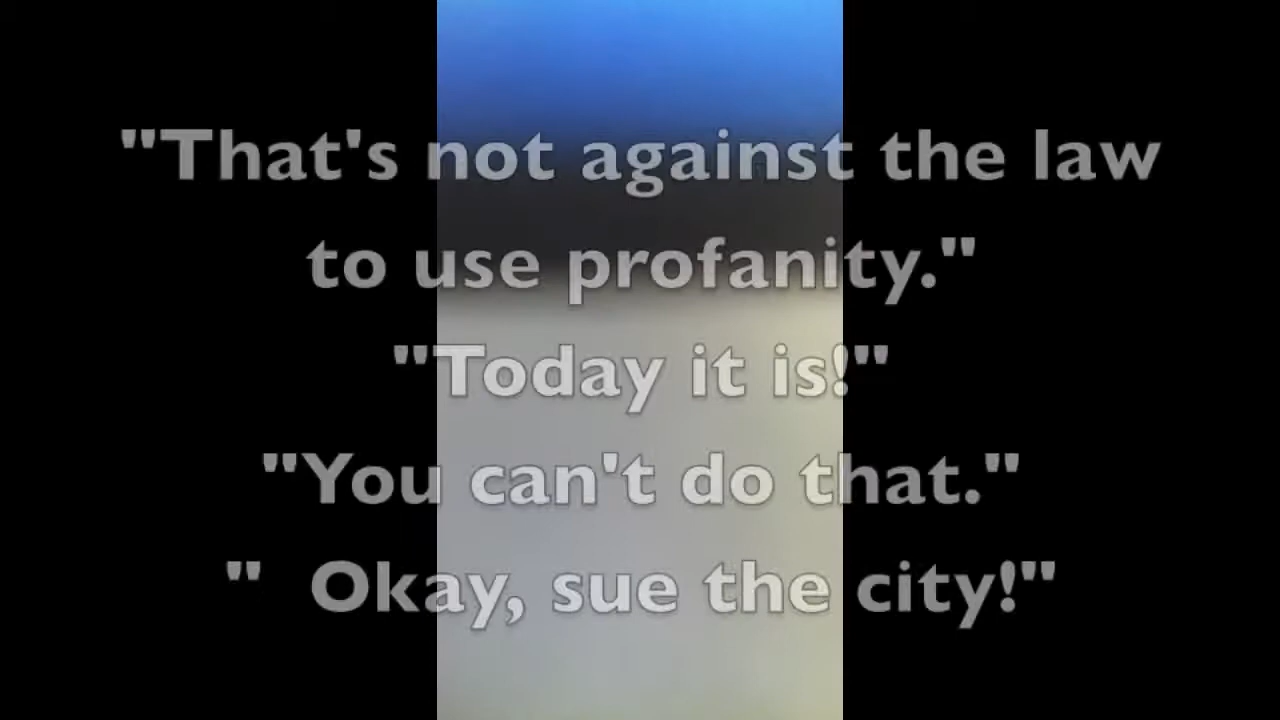 "That's not against the law
to use profanity."
"Today it is!"
"You can't do that."
"  Okay, sue the city!"